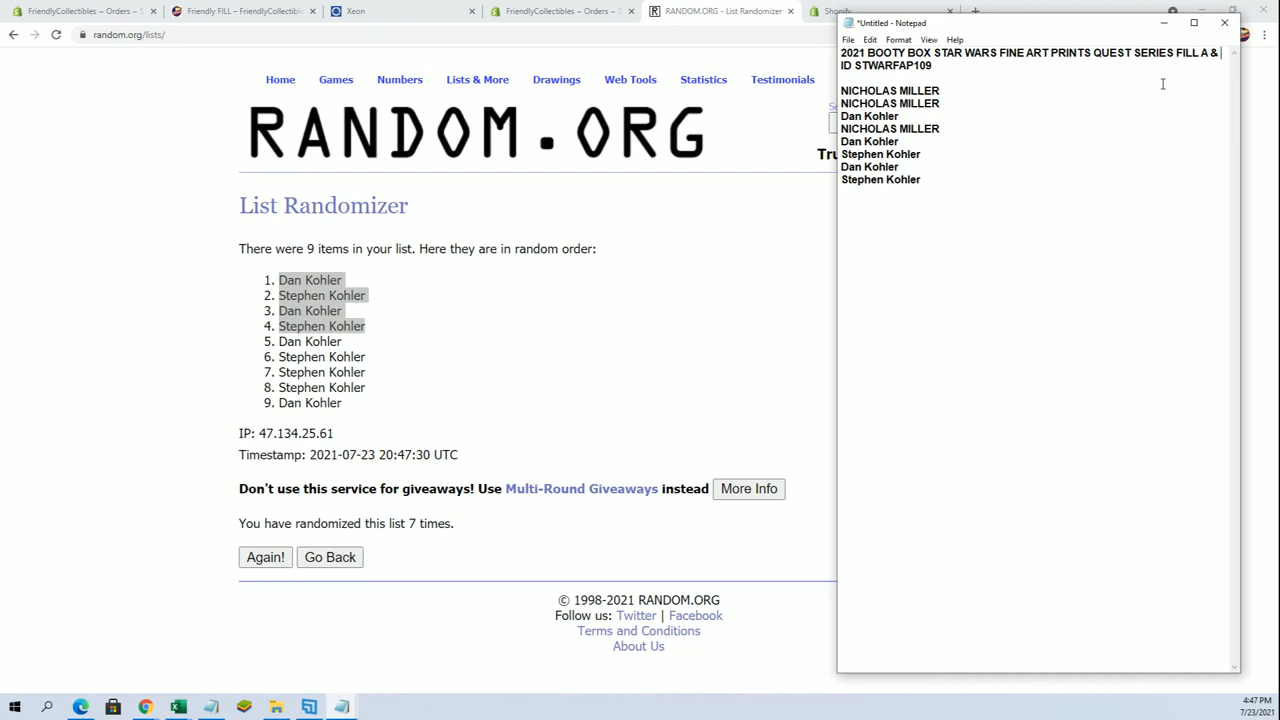 FriendlyCollectibles – Orders – S
Friendly FILL – FriendlyCollectib
Xeon
FriendlyCollectibles – Orders – S
RANDOM.ORG - List Randomizer
Shopify
random.org/lists/
Home
Numbers
Lists & More
Drawings
Web Tools
Statistics
Testimonials
RANDOM.ORG
List Randomizer
There were 9 items in your list. Here they are in random order:
1. Dan Kohler
2. Stephen Kohler
3. Dan Kohler
4. Stephen Kohler
5. Dan Kohler
6. Stephen Kohler
7. Stephen Kohler
8. Stephen Kohler
9. Dan Kohler
IP: 47.134.25.61
Timestamp: 2021-07-23 20:47:30 UTC
Don't use this service for giveaways! Use Multi-Round Giveaways instead More Info
You have randomized this list 7 times.
Again! Go Back
© 1998-2021 RANDOM.ORG
Follow us: Twitter | Facebook
Terms and Conditions
About Us
*Untitled - Notepad
File Edit Format View Help
2021 BOOTY BOX STAR WARS FINE ART PRINTS QUEST SERIES FILL A &
ID STWARFAP109
NICHOLAS MILLER
NICHOLAS MILLER
Dan Kohler
NICHOLAS MILLER
Dan Kohler
Stephen Kohler
Dan Kohler
Stephen Kohler
4:47 PM
7/23/2021